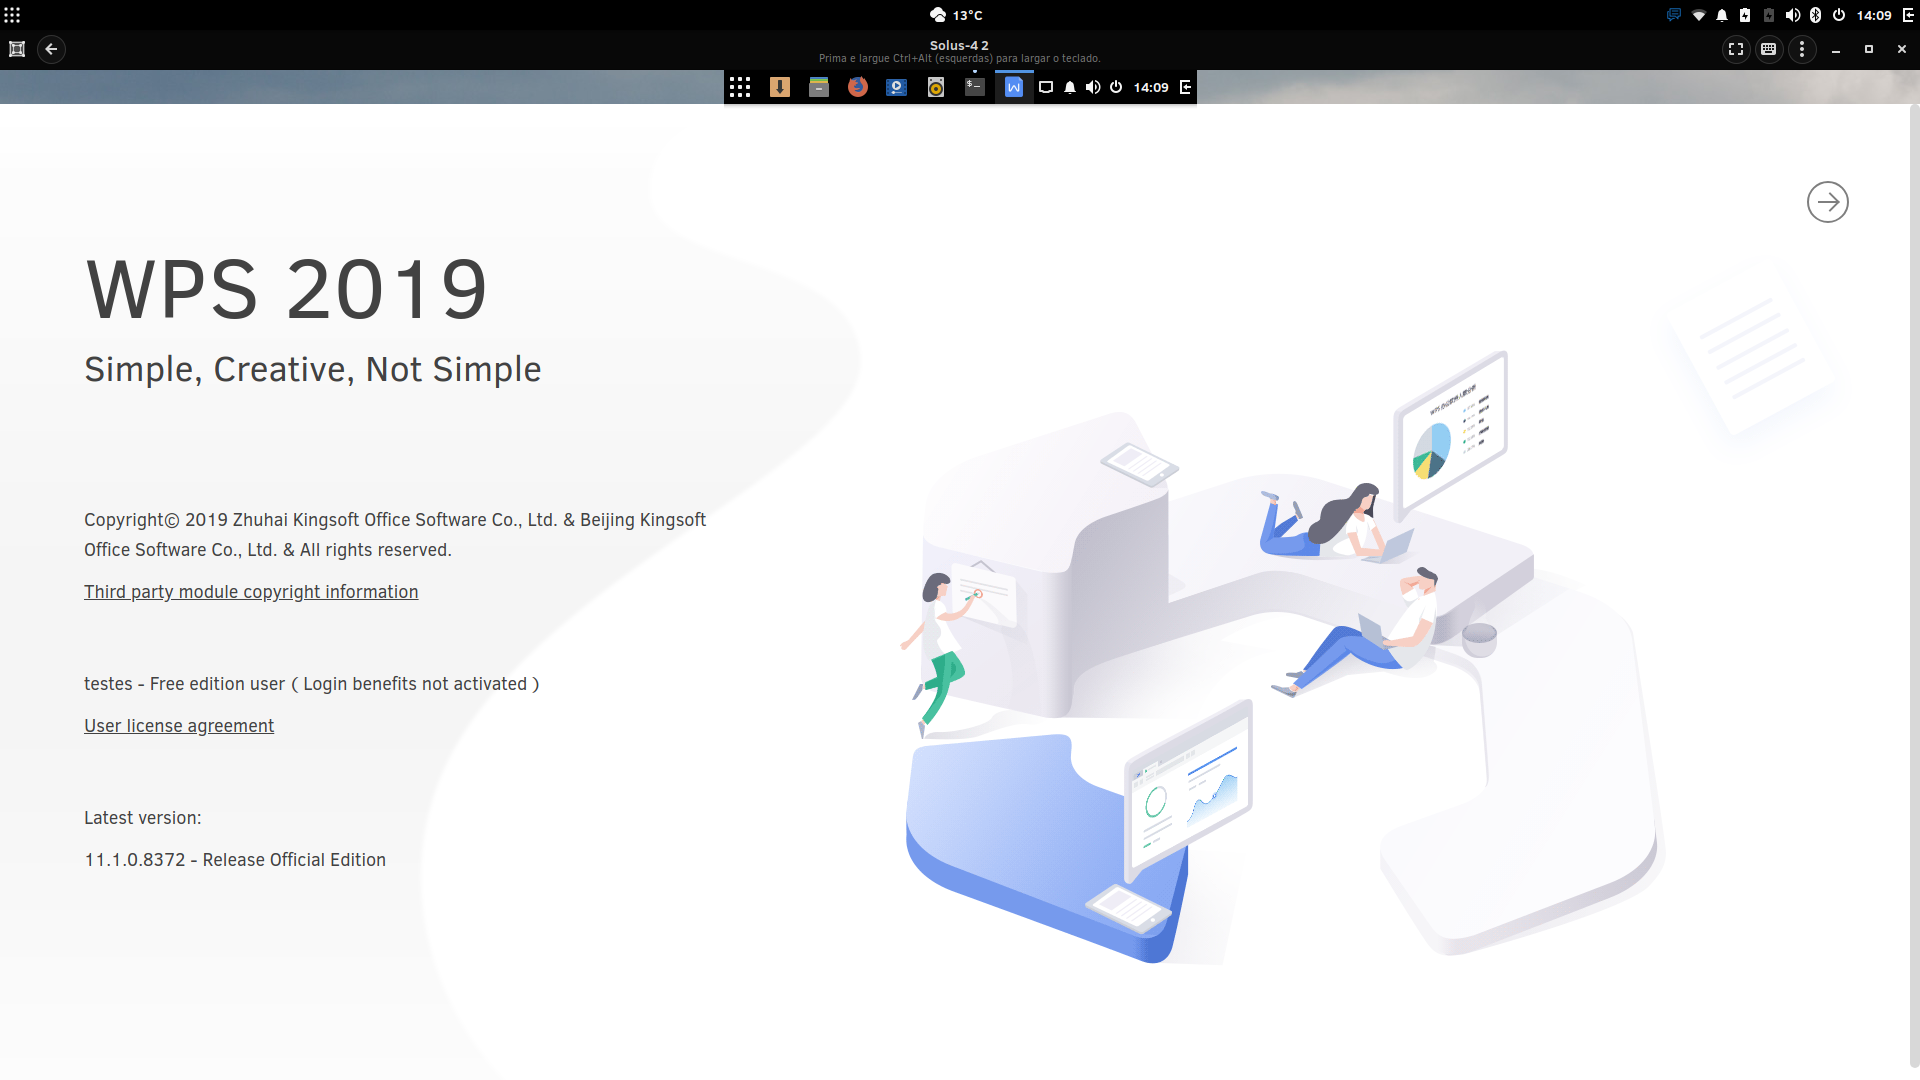 13°C
14:09
Solus-4 2
Prima e largue Ctrl+Alt (esquerdas) para largar o teclado.
14:09
WPS 2019
Simple, Creative, Not Simple
Copyright© 2019 Zhuhai Kingsoft Office Software Co., Ltd. & Beijing Kingsoft
Office Software Co., Ltd. & All rights reserved.
Third party module copyright information
testes - Free edition user ( Login benefits not activated )
User license agreement
Latest version:
11.1.0.8372 - Release Official Edition